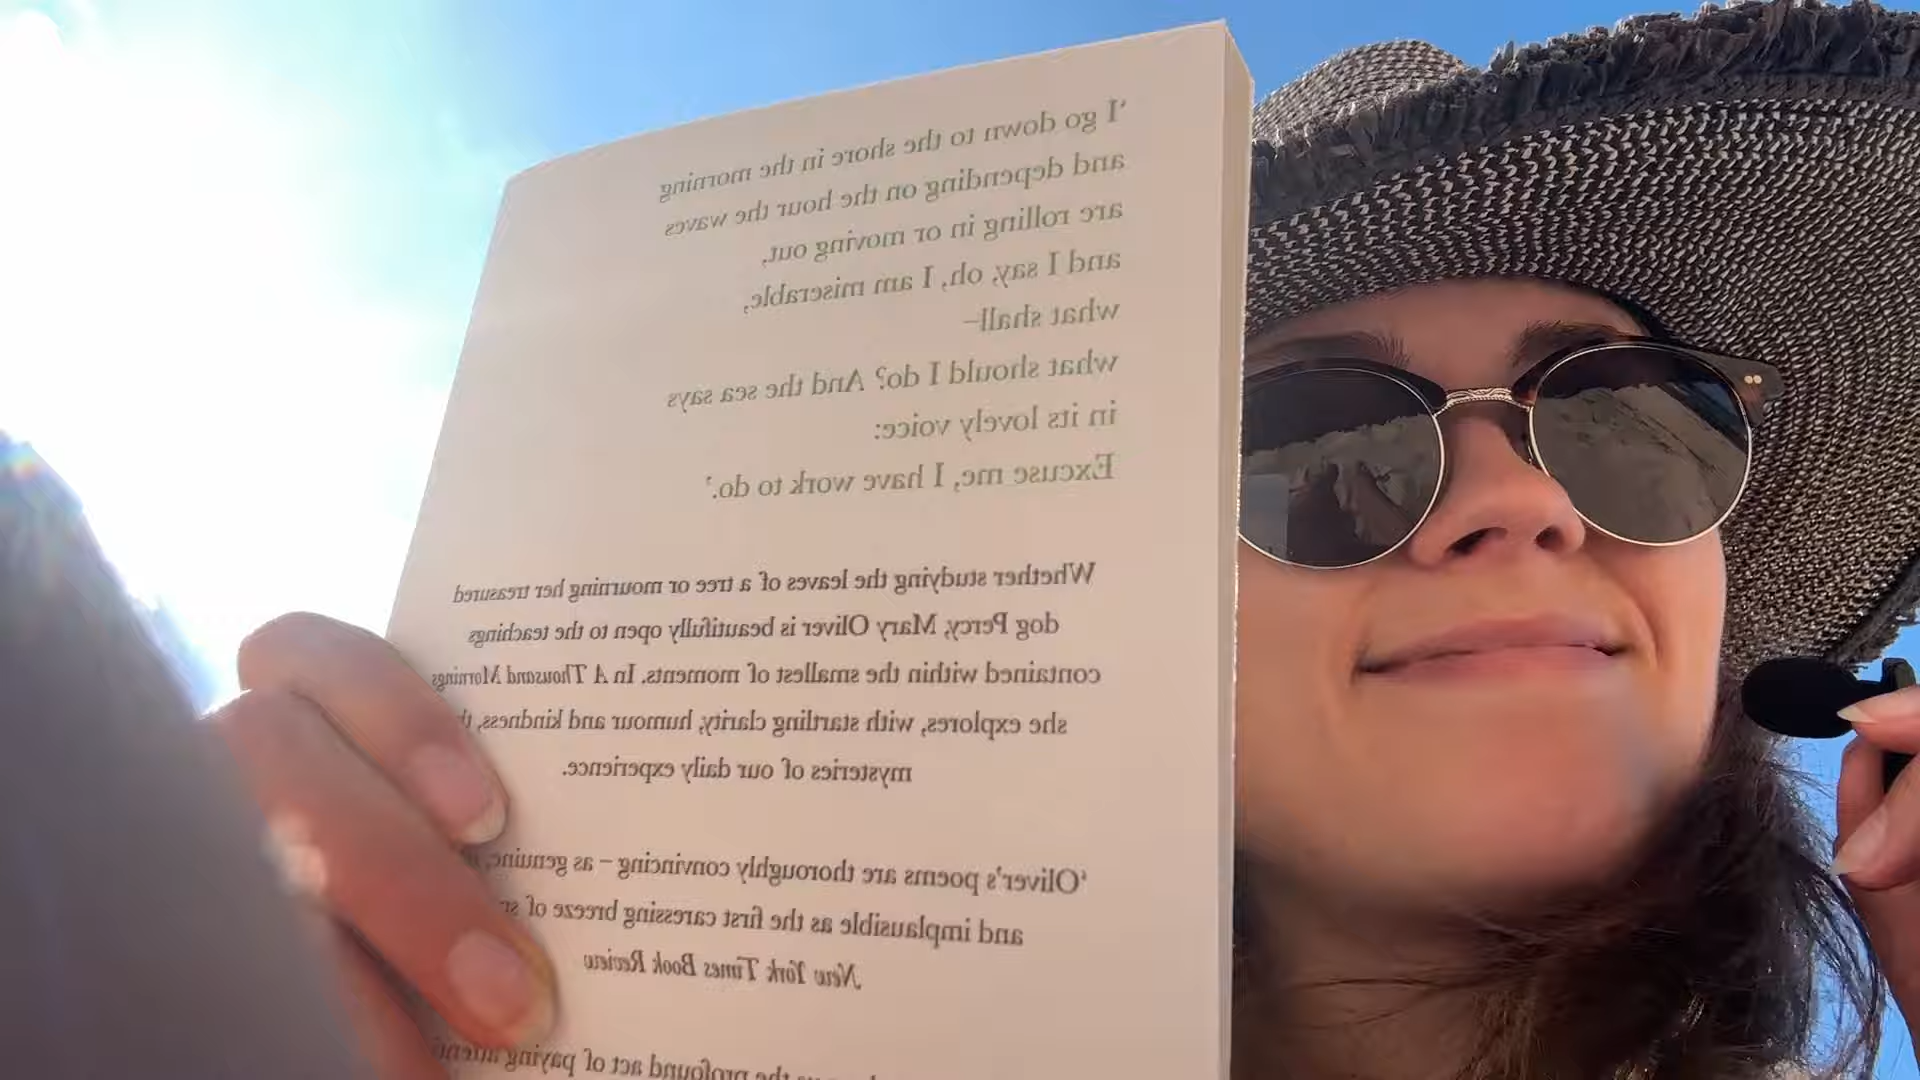 'I go down to the shore in the morning
and depending on the hour the waves
are rolling in or moving out,
and I say, oh, I am miserable,
what shall–
what should I do? And the sea says
in its lovely voice:
Excuse me, I have work to do.'
Whether studying the leaves of a tree or mourning her treasured
dog Percy, Mary Oliver is beautifully open to the teachings
contained within the smallest of moments. In A Thousand Mornings
she explores, with startling clarity, humour and kindness,
mysteries of our daily experience.
'Oliver's poems are thoroughly convincing – as genuine,
and implausible as the first caressing breeze of
New York Times Book Review
the profound act of paying